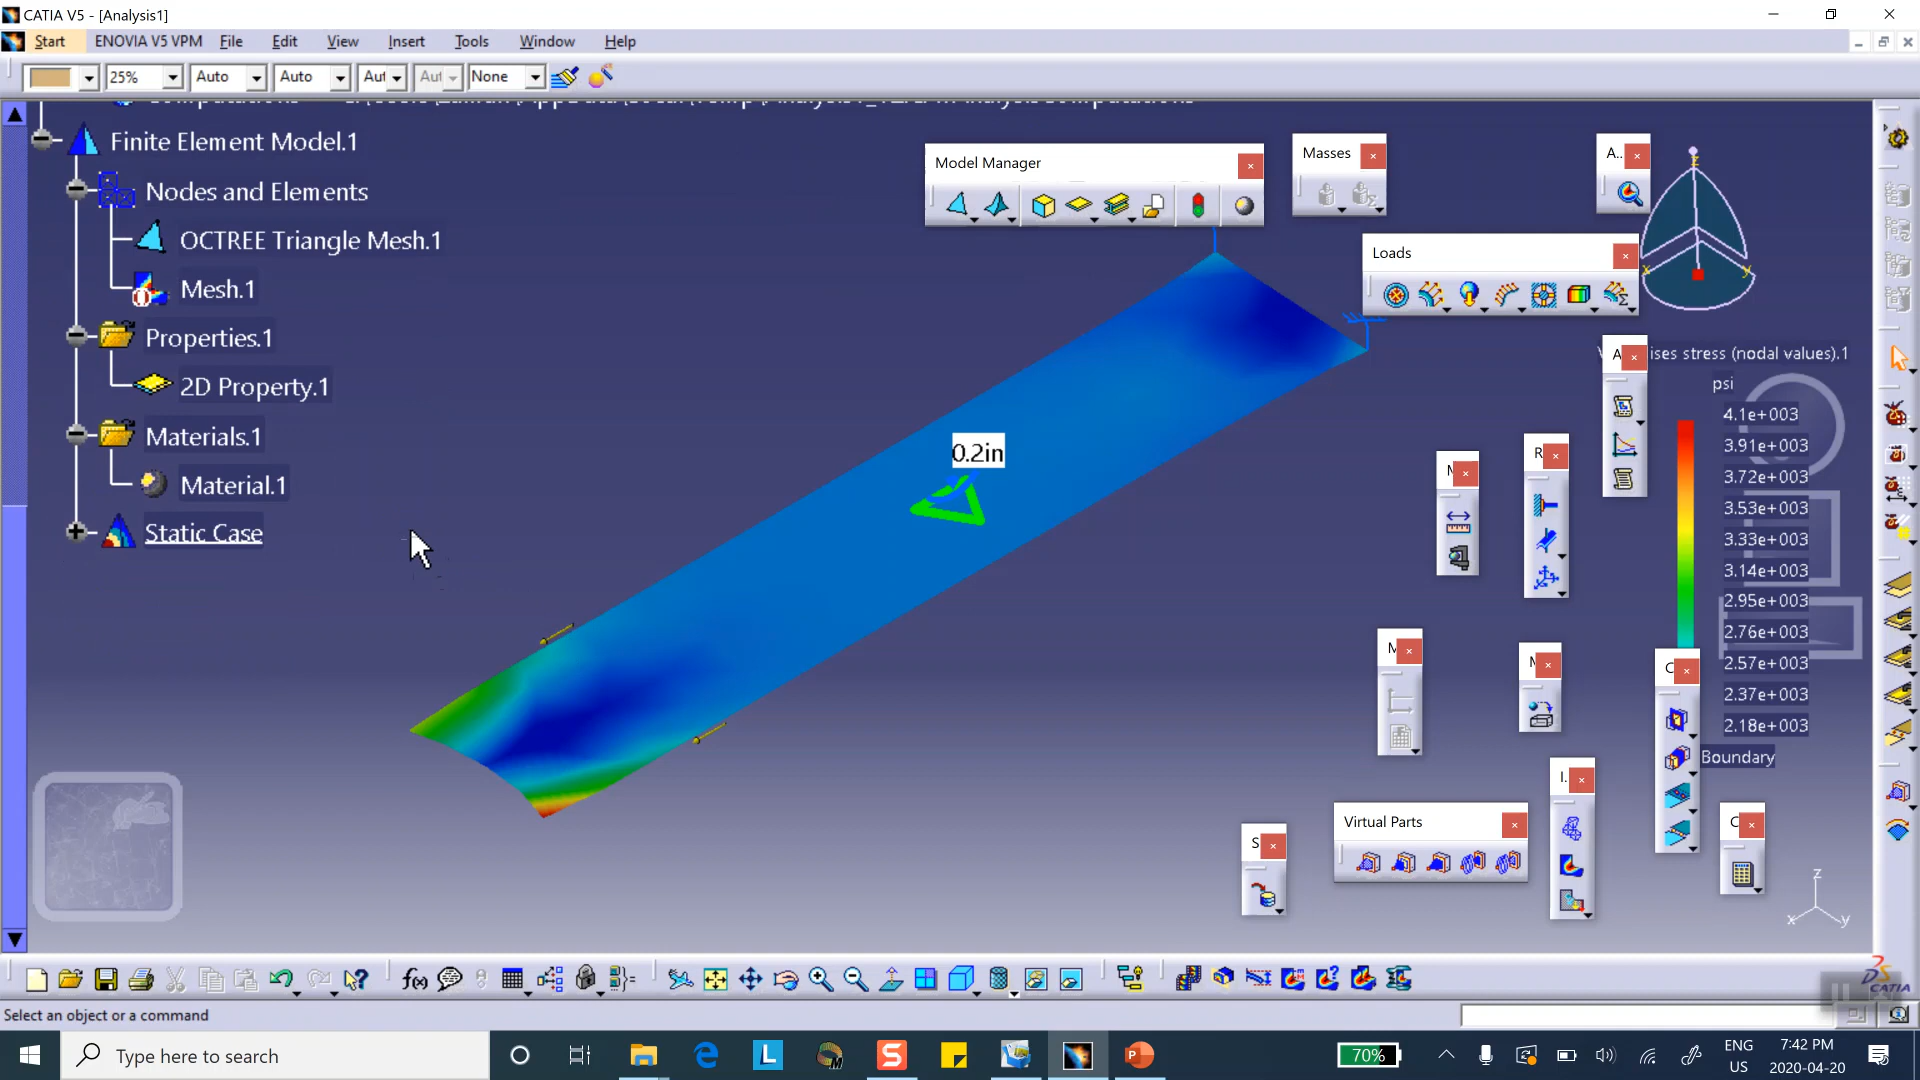 CATIA V5 - [Analysis1]
Start ENOVIA V5 VPM File Edit View Insert Tools Window Help
25% Auto Auto Aut Aut None
Finite Element Model.1
Nodes and Elements
OCTREE Triangle Mesh.1
Mesh.1
Properties.1
2D Property.1
Materials.1
Material.1
Static Case
Model Manager
Masses
A..
Loads
0.2in
A
ises stress (nodal values).1
psi
4.1e+003
3.91e+003
3.72e+003
3.53e+003
3.33e+003
3.14e+003
2.95e+003
2.76e+003
2.57e+003
2.37e+003
2.18e+003
Boundary
R
C
I.
Virtual Parts
S
C
z
x y
CATIA
Select an object or a command
Type here to search
70%
ENG
US
7:42 PM
2020-04-20